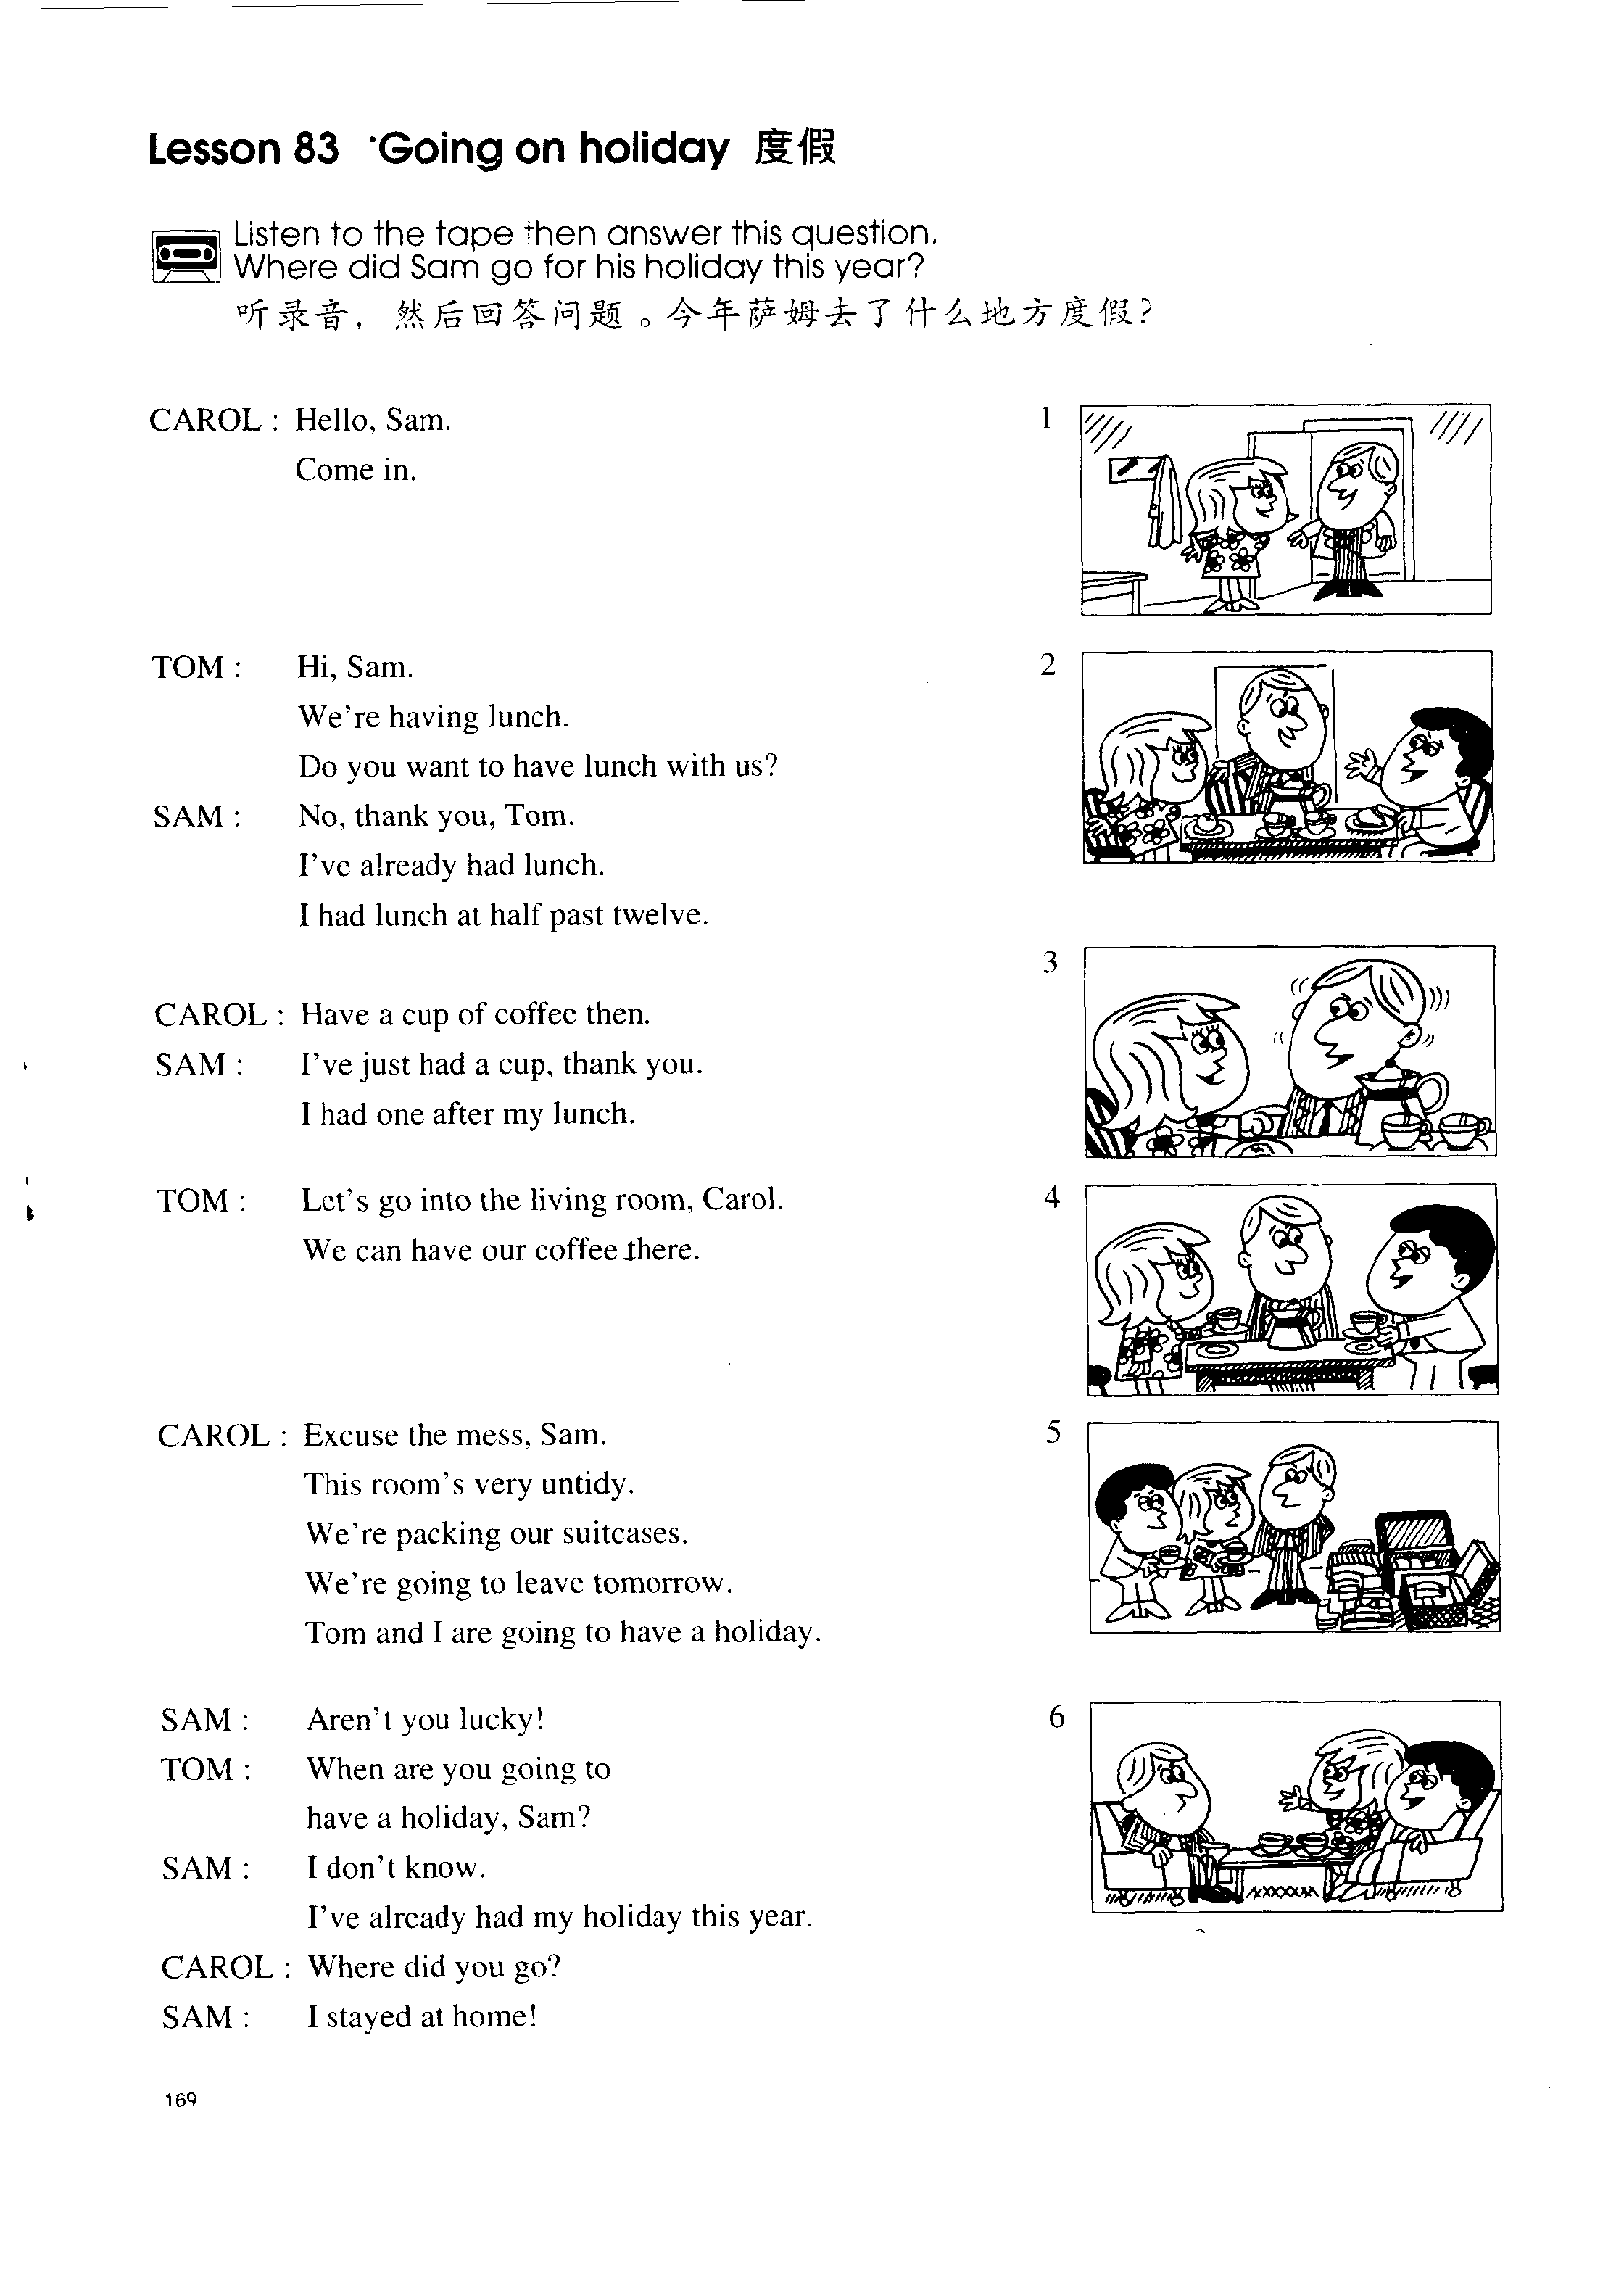 Lesson 83 Going on holiday 度假
Listen to the tape then answer this question.
Where did Sam go for his holiday this year?
听录音，然后回答问题。今年萨姆去了什么地方度假？
CAROL : Hello, Sam.
Come in.
1
TOM : Hi, Sam.
We're having lunch.
Do you want to have lunch with us?
SAM : No, thank you, Tom.
I've already had lunch.
I had lunch at half past twelve.
2
CAROL : Have a cup of coffee then.
SAM : I've just had a cup, thank you.
I had one after my lunch.
3
TOM : Let's go into the living room, Carol.
We can have our coffee there.
4
CAROL : Excuse the mess, Sam.
This room's very untidy.
We're packing our suitcases.
We're going to leave tomorrow.
Tom and I are going to have a holiday.
5
SAM : Aren't you lucky!
TOM : When are you going to
have a holiday, Sam?
SAM : I don't know.
I've already had my holiday this year.
CAROL : Where did you go?
SAM : I stayed at home!
6
169